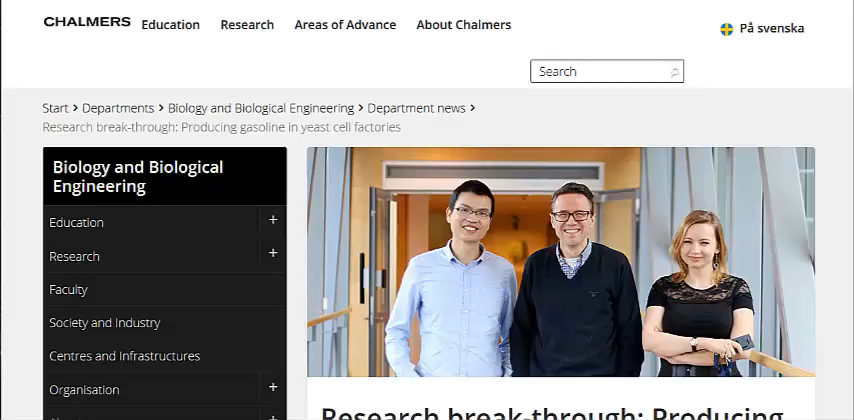 CHALMERS Education Research Areas of Advance About Chalmers På svenska
Search
Start > Departments > Biology and Biological Engineering > Department news >
Research break-through: Producing gasoline in yeast cell factories
Biology and Biological
Engineering
Education +
Research +
Faculty
Society and Industry
Centres and Infrastructures
Organisation +
Research break-through: Producing